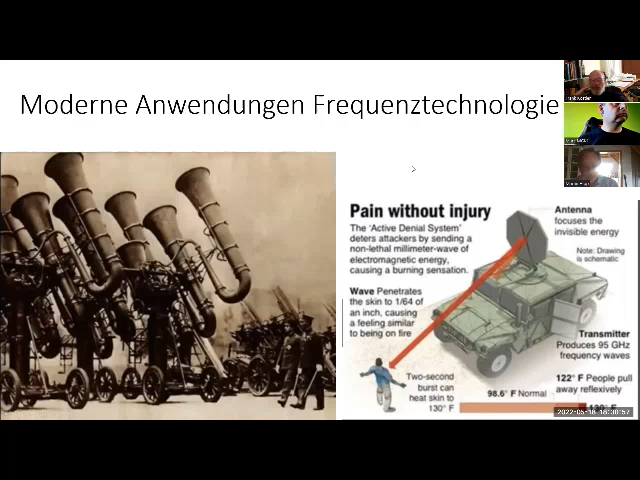 Moderne Anwendungen Frequenztechnologie
Pain without injury
The 'Active Denial System'
deters attackers by sending a
non-lethal millimeter-wave of
electromagnetic energy,
causing a burning sensation.
Wave Penetrates
the skin to 1/64 of
an inch, causing
a feeling similar
to being on fire
Two-second
burst can
heat skin to
130° F
Antenna
focuses the
invisible energy
Note: Drawing
is schematic
Transmitter
Produces 95 GHz
frequency waves
122° F People pull
away reflexively
98.6° F Normal